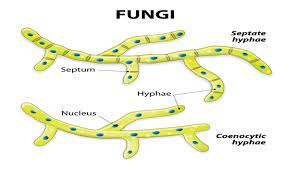 FUNGI
Septate
hyphae
Septum
Hyphae
Nucleus
Coenocytic
hyphae